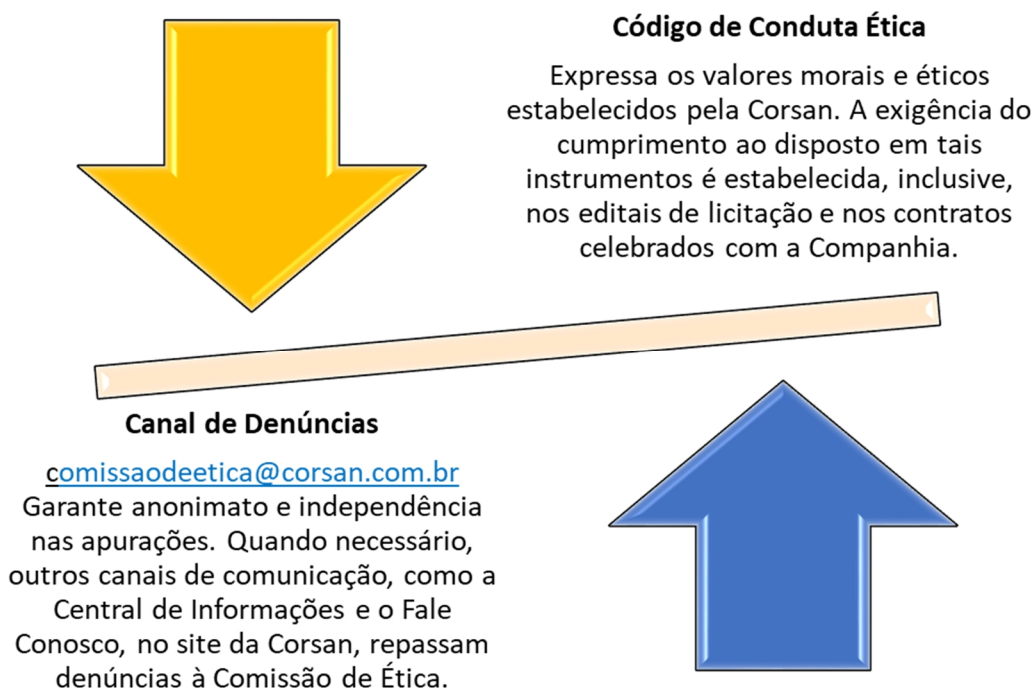 Código de Conduta Ética
Expressa os valores morais e éticos
estabelecidos pela Corsan. A exigência do
cumprimento ao disposto em tais
instrumentos é estabelecida, inclusive,
nos editais de licitação e nos contratos
celebrados com a Companhia.
Canal de Denúncias
comissaodeetica@corsan.com.br
Garante anonimato e independência
nas apurações. Quando necessário,
outros canais de comunicação, como a
Central de Informações e o Fale
Conosco, no site da Corsan, repassam
denúncias à Comissão de Ética.